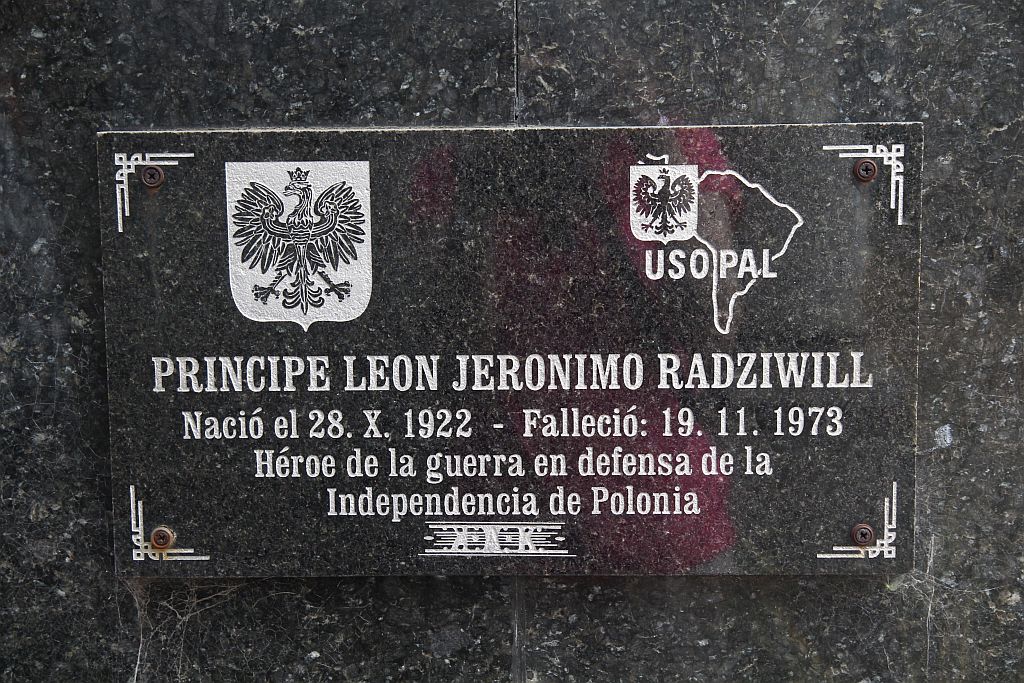 USOPAL
PRINCIPE LEON JERONIMO RADZIWILL
Nació el 28. X. 1922 - Falleció: 19. 11. 1973
Héroe de la guerra en defensa de la
Independencia de Polonia